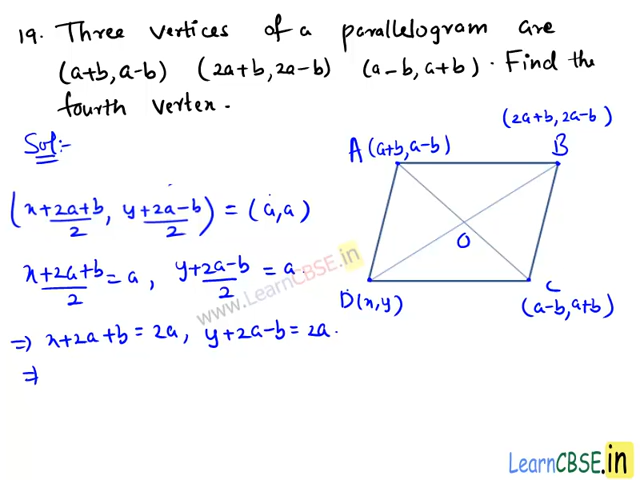 19. Three vertices of a parallelogram are
(a+b, a-b) (2a+b, 2a-b) (a-b, a+b). Find the
fourth vertex.
Sol:-
(2a+b, 2a-b)
A (a+b, a-b)
B
(x+2a+b/2, y+2a-b/2) = (a, a)
O
x+2a+b/2 = a, y+2a-b/2 = a.
www.LearnCBSE.in
D(x,y)
C
(a-b, a+b)
⇒ x+2a+b = 2a, y+2a-b = 2a.
⇒
LearnCBSE.in